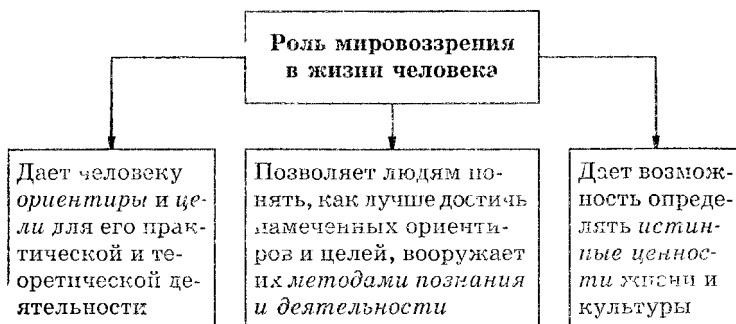 Роль мировоззрения
в жизни человека
Дает человеку
ориентиры и це-
ли для его прак-
тической и те-
оретической де-
ятельности
Позволяет людям по-
нять, как лучше достичь
намеченных ориенти-
ров и целей, вооружает
их методами познания
и деятельности
Дает возмож-
ность опреде-
лять истин-
ные ценнос-
ти жизни и
культуры